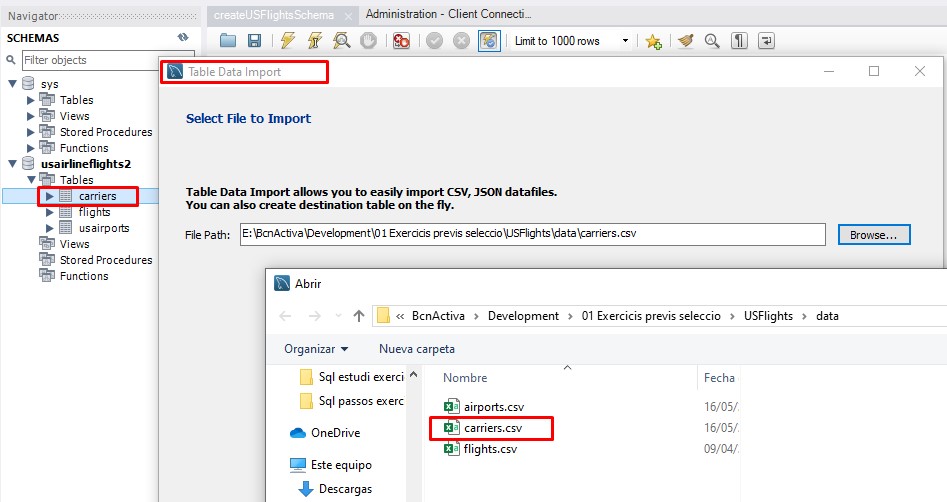 Navigator
createUSFlightsSchema
Administration - Client Connecti...
SCHEMAS
Limit to 1000 rows
Filter objects
sys
Tables
Views
Stored Procedures
Functions
usairlineflights2
Tables
carriers
flights
usairports
Views
Stored Procedures
Functions
Table Data Import
Select File to Import
Table Data Import allows you to easily import CSV, JSON datafiles.
You can also create destination table on the fly.
File Path: E:\BcnActiva\Development\01 Exercicis previs seleccio\USFlights\data\carriers.csv Browse...
Abrir
« BcnActiva > Development > 01 Exercicis previs seleccio > USFlights > data
Organizar Nueva carpeta
Sql estudi exerci
Sql passos exerc
OneDrive
Este equipo
Descargas
Nombre Fecha
airports.csv 16/05/2
carriers.csv 16/05/2
flights.csv 09/04/2